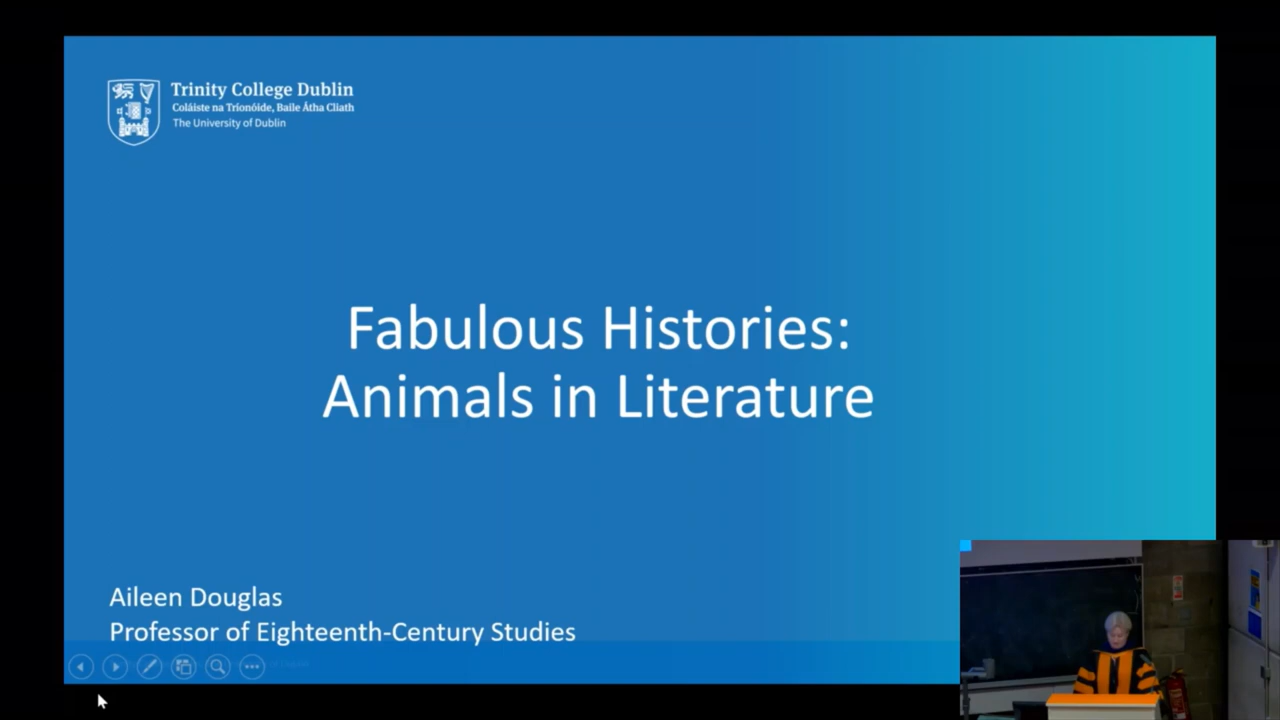 Trinity College Dublin
Coláiste na Tríonóide, Baile Átha Cliath
The University of Dublin
Fabulous Histories:
Animals in Literature
Aileen Douglas
Professor of Eighteenth-Century Studies